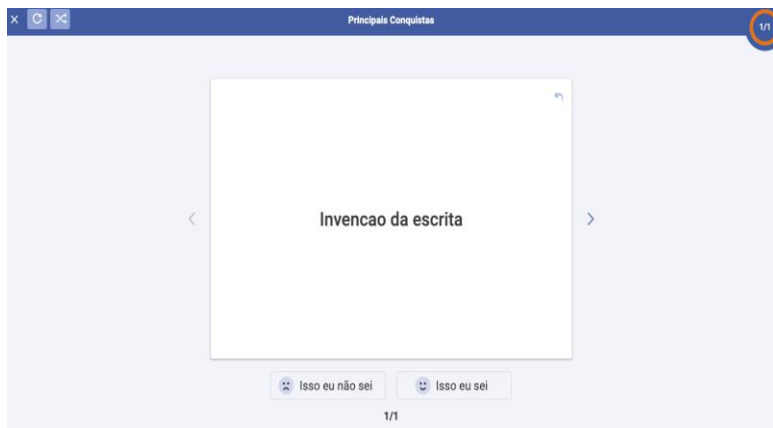 X
Principais Conquistas
1/1
Invencao da escrita
Isso eu não sei
Isso eu sei
1/1